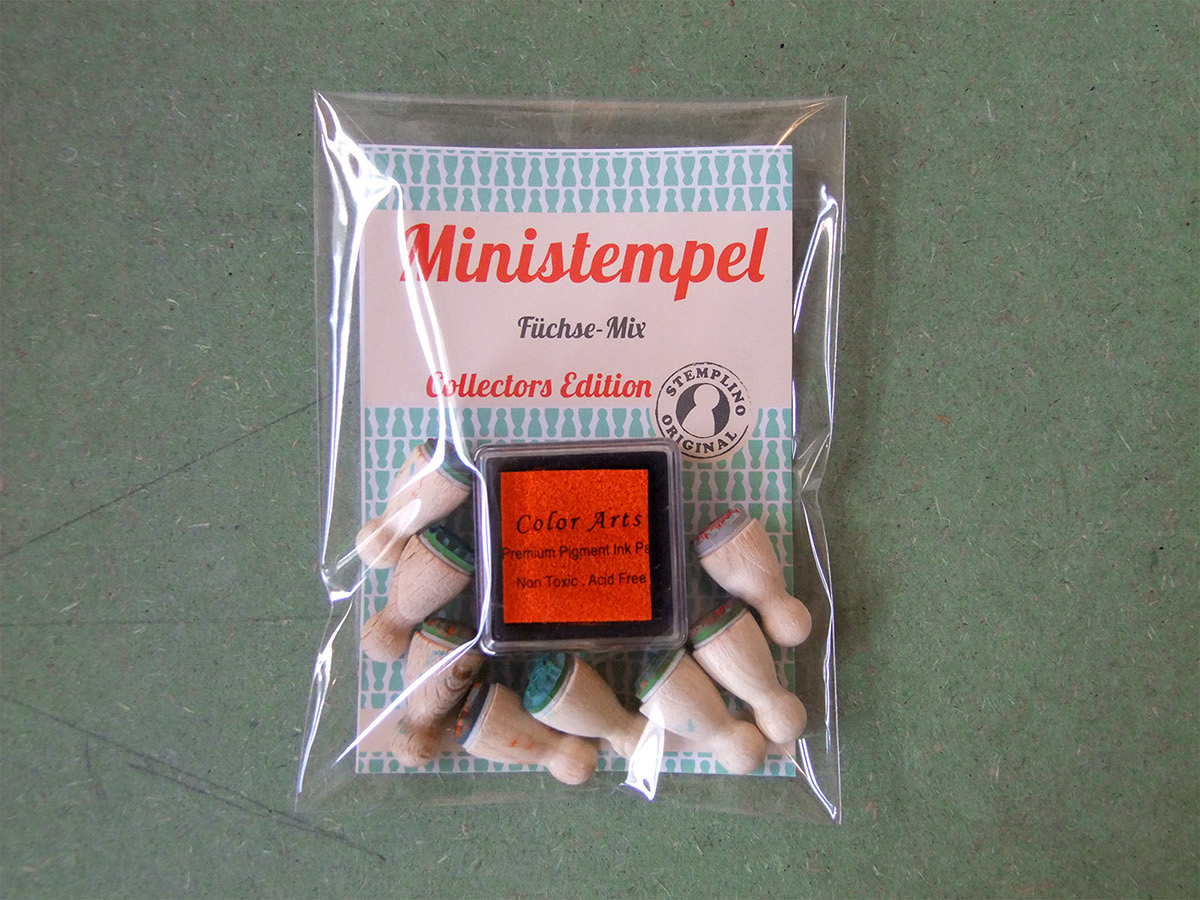 Ministempel
Füchse-Mix
Collectors Edition
STEMPLINO
ORIGINAL
Color Arts
Premium Pigment Ink Pa
Non Toxic . Acid Free